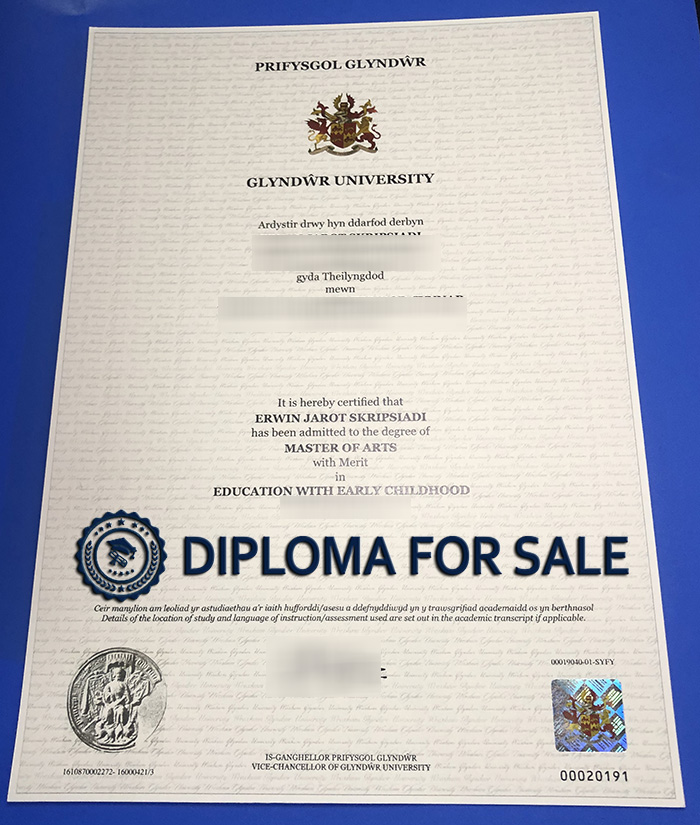 PRIFYSGOL GLYNDŴR
GLYNDŴR UNIVERSITY
Ardystir drwy hyn ddarfod derbyn
gyda Theilyngdod
mewn
It is hereby certified that
ERWIN JAROT SKRIPSIADI
has been admitted to the degree of
MASTER OF ARTS
with Merit
in
EDUCATION WITH EARLY CHILDHOOD
DIPLOMA FOR SALE
Ceir manylion am leoliad yr astudiaethau a'r iaith hufforddi/asesu a ddefnyddiwyd yn y trawsgrifiad academaidd os yn berthnasol
Details of the location of study and language of instruction/assessment used are set out in the academic transcript if applicable.
00019040-01-SYFY
IS-GANGHELLOR PRIFYSGOL GLYNDŴR
VICE-CHANCELLOR OF GLYNDŴR UNIVERSITY
1610870002272- 16000421/3
00020191